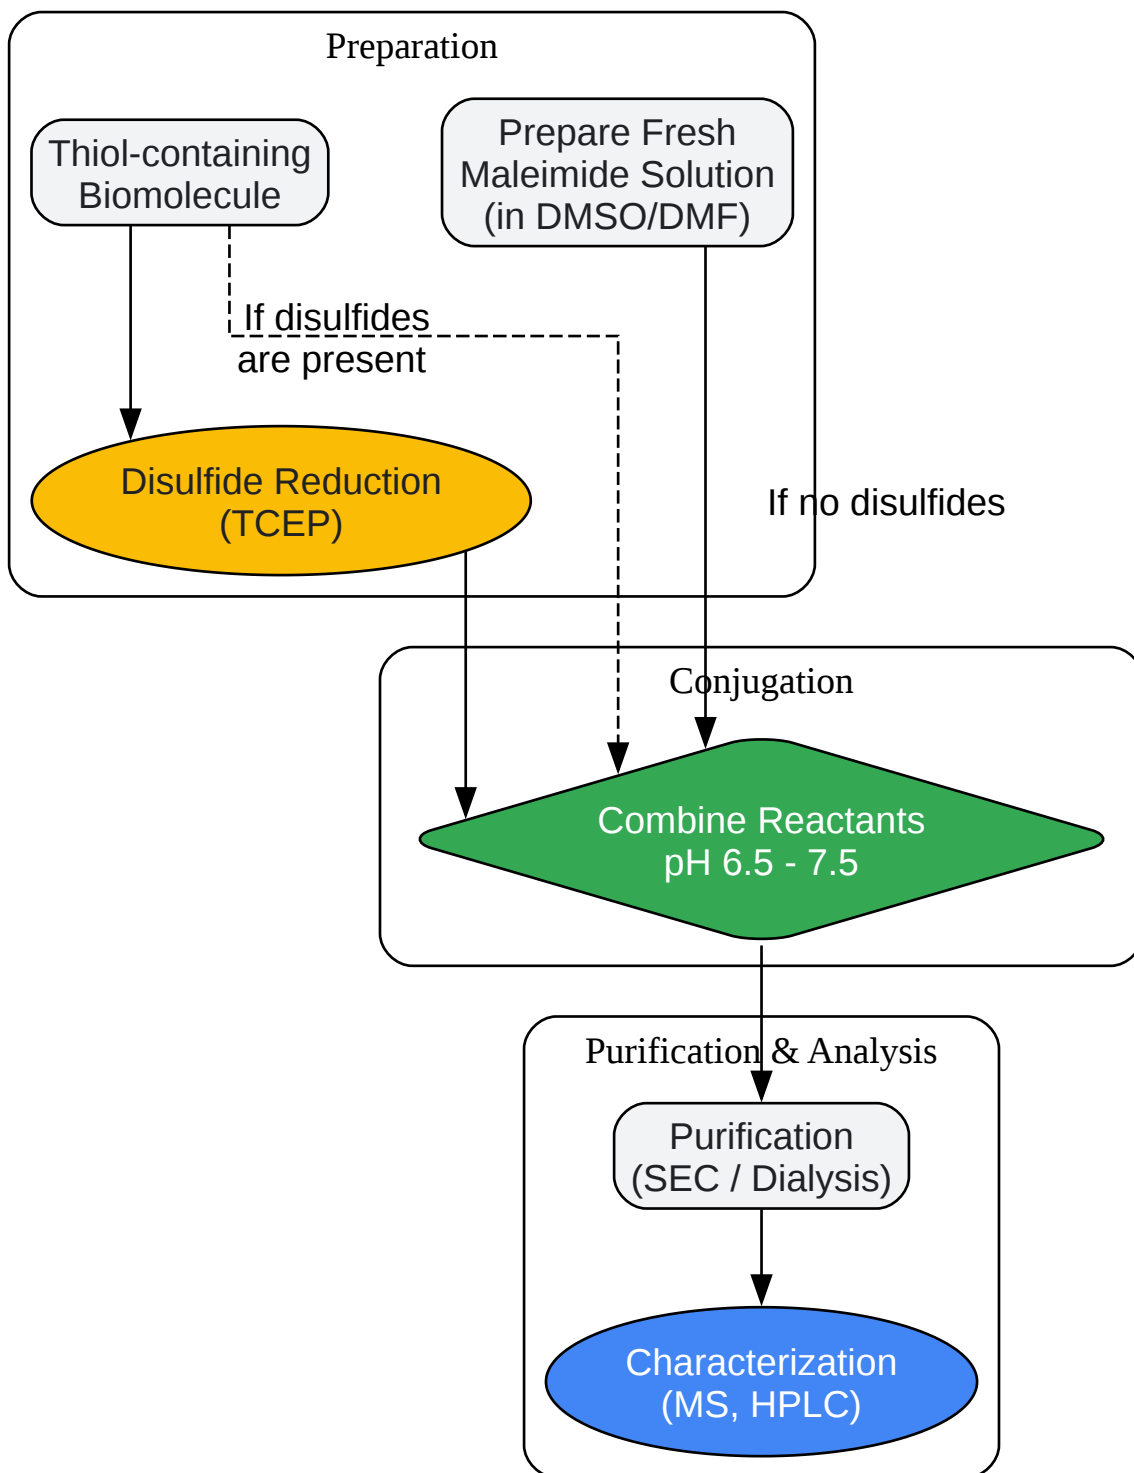 Preparation
Thiol-containing
Biomolecule
Prepare Fresh
Maleimide Solution
(in DMSO/DMF)
If disulfides
are present
Disulfide Reduction
(TCEP)
If no disulfides
Conjugation
Combine Reactants
pH 6.5 - 7.5
Purification & Analysis
Purification
(SEC / Dialysis)
Characterization
(MS, HPLC)